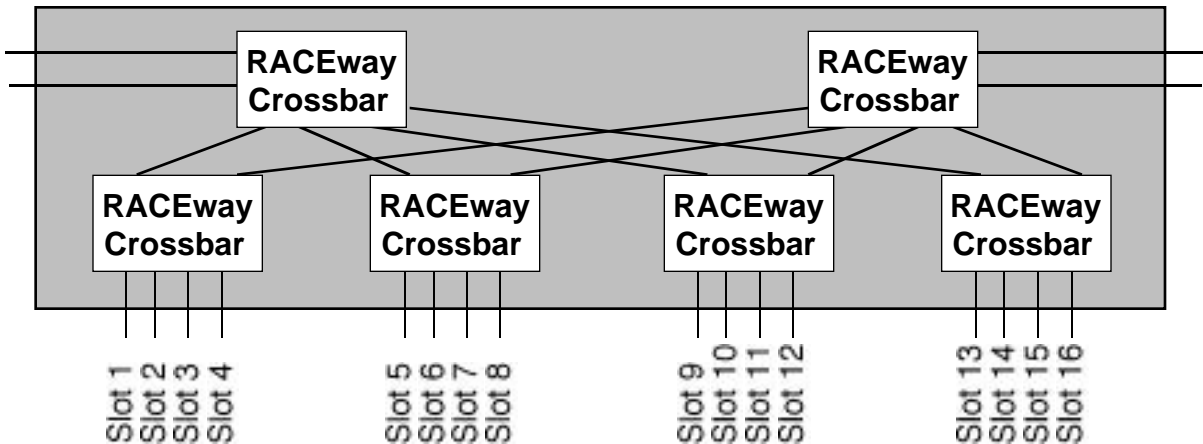 RACEway
Crossbar
RACEway
Crossbar
RACEway
Crossbar
RACEway
Crossbar
RACEway
Crossbar
RACEway
Crossbar
Slot 1
Slot 2
Slot 3
Slot 4
Slot 5
Slot 6
Slot 7
Slot 8
Slot 9
Slot 10
Slot 11
Slot 12
Slot 13
Slot 14
Slot 15
Slot 16